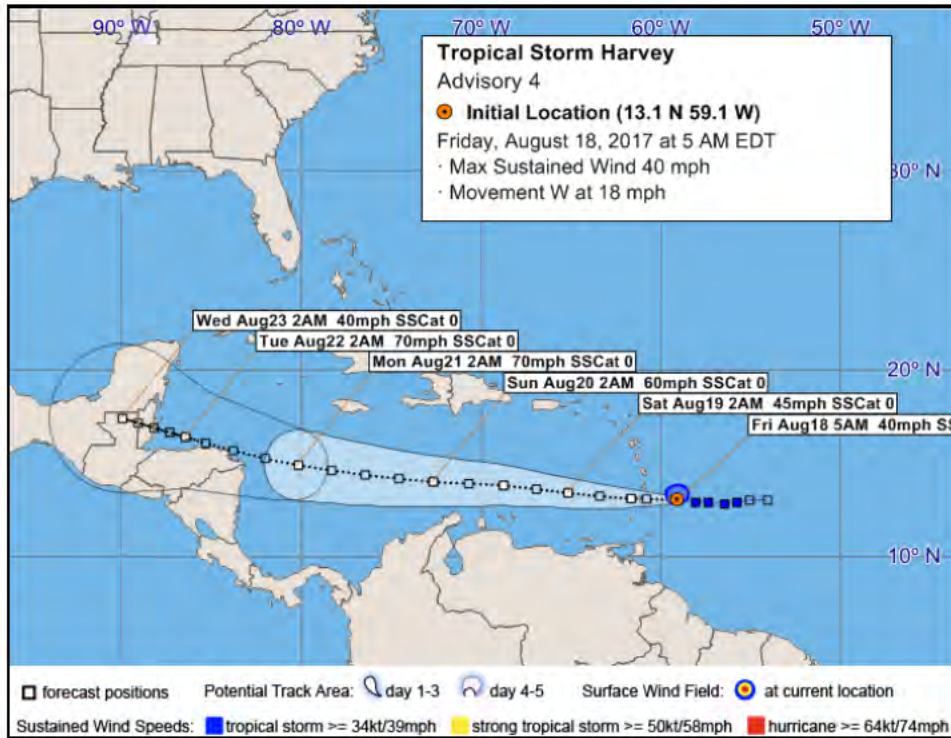 90° W
80° W
70° W
60° W
50° W
Tropical Storm Harvey
Advisory 4
Initial Location (13.1 N 59.1 W)
Friday, August 18, 2017 at 5 AM EDT
· Max Sustained Wind 40 mph
· Movement W at 18 mph
30° N
Wed Aug23 2AM 40mph SSCat 0
Tue Aug22 2AM 70mph SSCat 0
Mon Aug21 2AM 70mph SSCat 0
20° N
Sun Aug20 2AM 60mph SSCat 0
Sat Aug19 2AM 45mph SSCat 0
Fri Aug18 5AM 40mph SS
10° N
forecast positions Potential Track Area: day 1-3 day 4-5 Surface Wind Field: at current location
Sustained Wind Speeds: tropical storm >= 34kt/39mph strong tropical storm >= 50kt/58mph hurricane >= 64kt/74mph